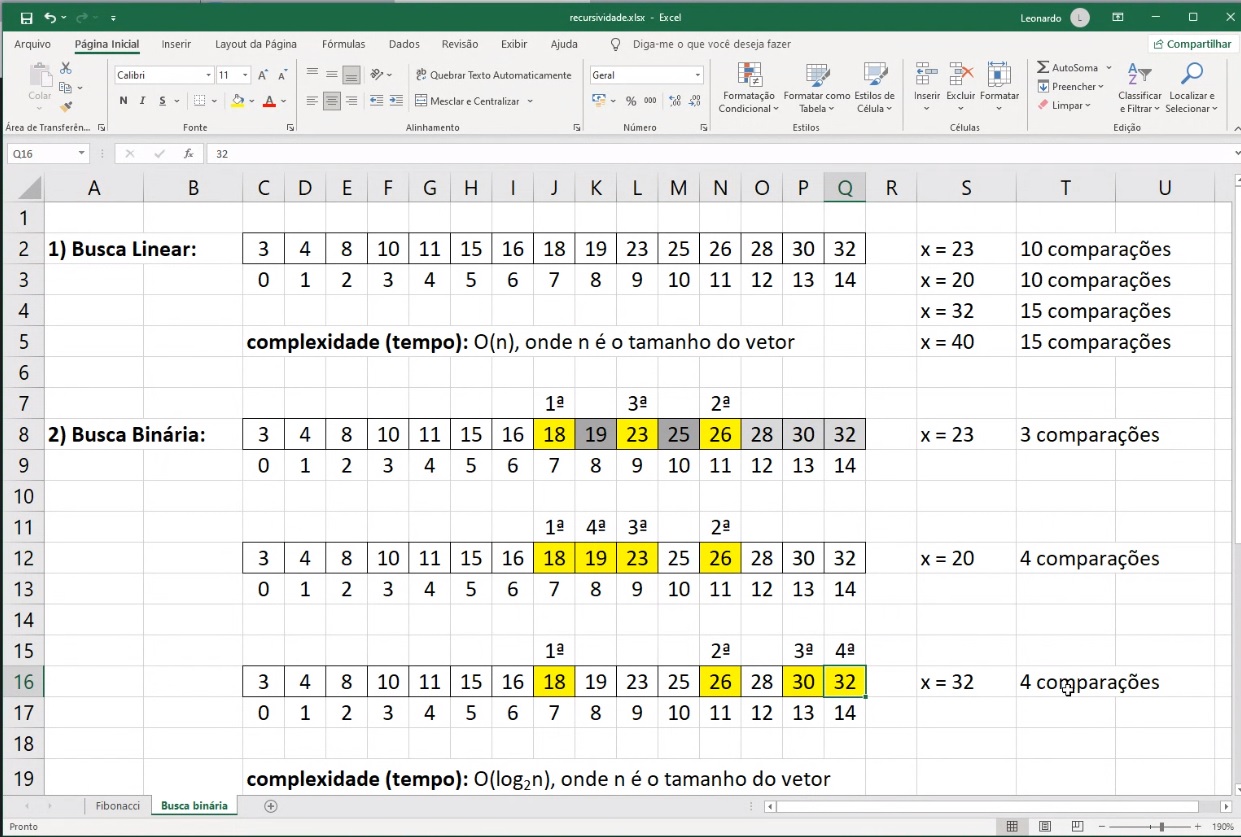 recursividade.xlsx - Excel
Leonardo L
Arquivo Página Inicial Inserir Layout da Página Fórmulas Dados Revisão Exibir Ajuda Diga-me o que você deseja fazer Compartilhar
Colar Calibri 11 A A Quebrar Texto Automaticamente Geral
N I S A Mesclar e Centralizar % 000
Formatação Condicional Formatar como Tabela Estilos de Célula Inserir Excluir Formatar
AutoSoma
Preencher
Limpar
Classificar e Filtrar Localizar e Selecionar
Área de Transferên... Fonte Alinhamento Número Estilos Células Edição
Q16 fx 32
A B C D E F G H I J K L M N O P Q R S T U
1
2 1) Busca Linear: 3 4 8 10 11 15 16 18 19 23 25 26 28 30 32 x = 23 10 comparações
3 0 1 2 3 4 5 6 7 8 9 10 11 12 13 14 x = 20 10 comparações
4 x = 32 15 comparações
5 complexidade (tempo): O(n), onde n é o tamanho do vetor x = 40 15 comparações
6
7 1ª 3ª 2ª
8 2) Busca Binária: 3 4 8 10 11 15 16 18 19 23 25 26 28 30 32 x = 23 3 comparações
9 0 1 2 3 4 5 6 7 8 9 10 11 12 13 14
10
11 1ª 4ª 3ª 2ª
12 3 4 8 10 11 15 16 18 19 23 25 26 28 30 32 x = 20 4 comparações
13 0 1 2 3 4 5 6 7 8 9 10 11 12 13 14
14
15 1ª 2ª 3ª 4ª
16 3 4 8 10 11 15 16 18 19 23 25 26 28 30 32 x = 32 4 comparações
17 0 1 2 3 4 5 6 7 8 9 10 11 12 13 14
18
19 complexidade (tempo): O(log₂n), onde n é o tamanho do vetor
Fibonacci Busca binária
Pronto 190%